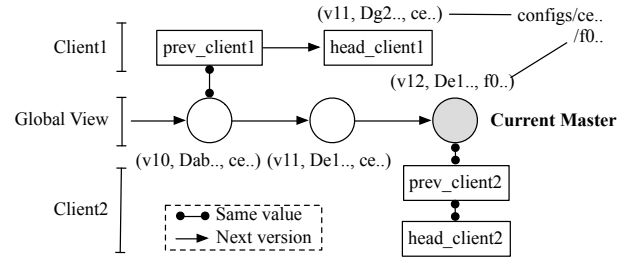 (v11, Dg2.., ce..)
configs/ce..
/f0..
Client1
prev_client1
head_client1
(v12, De1.., f0..)
Global View
Current Master
(v10, Dab.., ce..)
(v11, De1.., ce..)
prev_client2
Client2
Same value
Next version
head_client2